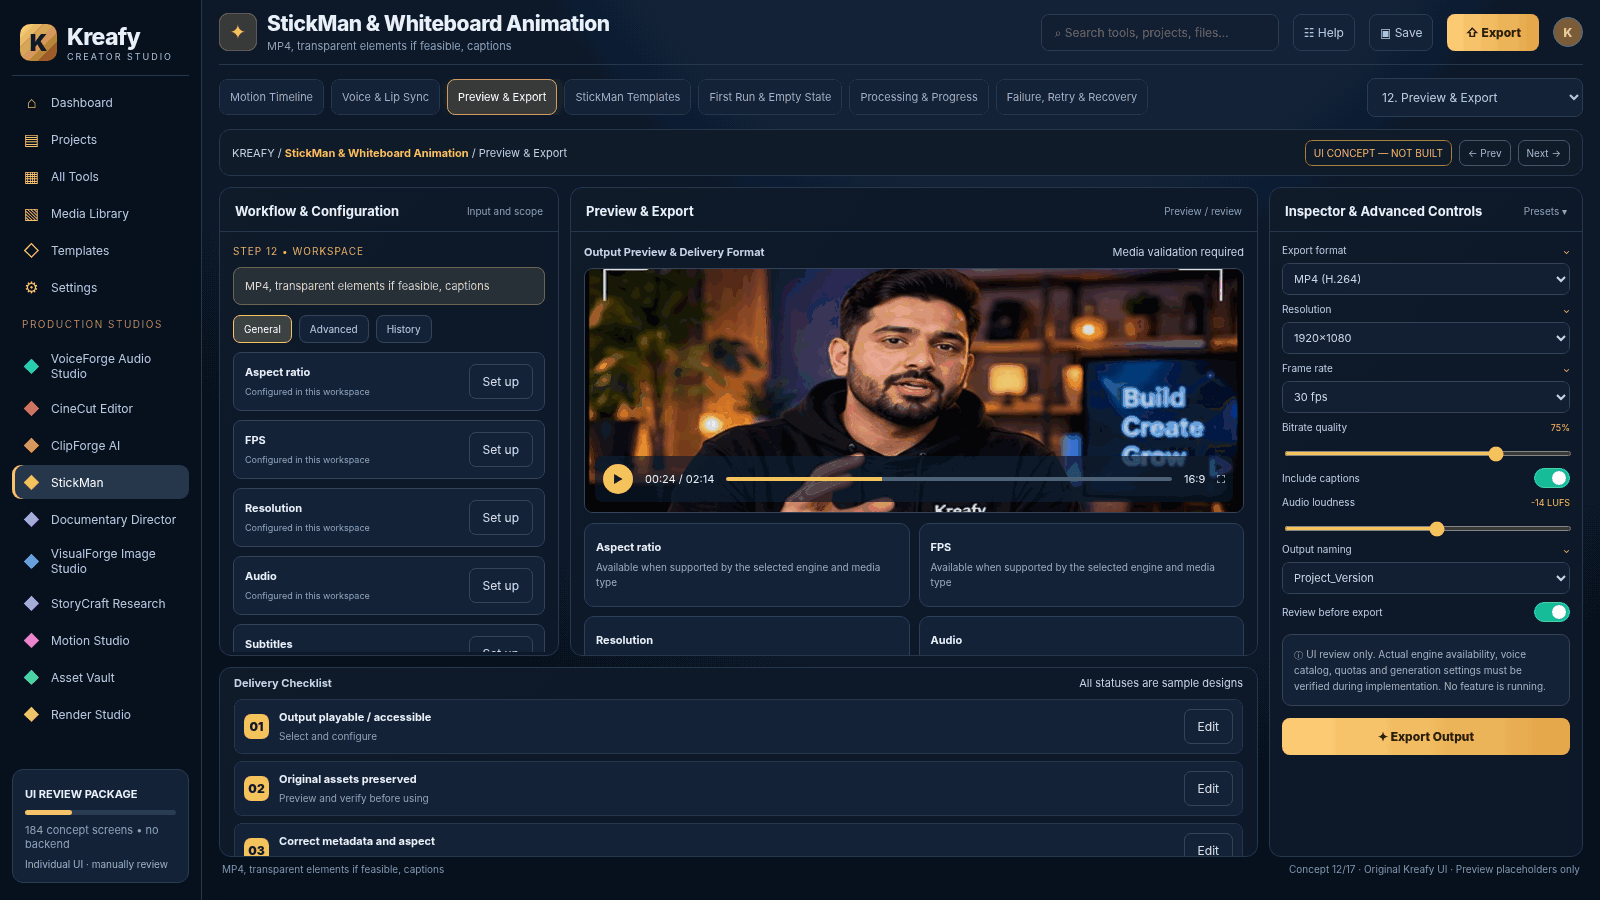 K
Kreafy
CREATOR STUDIO
Dashboard
Projects
All Tools
Media Library
Templates
Settings
PRODUCTION STUDIOS
VoiceForge Audio
Studio
CineCut Editor
ClipForge AI
StickMan
Documentary Director
VisualForge Image
Studio
StoryCraft Research
Motion Studio
Asset Vault
Render Studio
UI REVIEW PACKAGE
184 concept screens • no
backend
Individual UI · manually review
StickMan & Whiteboard Animation
MP4, transparent elements if feasible, captions
Search tools, projects, files...
Help
Save
Export
K
Motion Timeline
Voice & Lip Sync
Preview & Export
StickMan Templates
First Run & Empty State
Processing & Progress
Failure, Retry & Recovery
12. Preview & Export
KREAFY / StickMan & Whiteboard Animation / Preview & Export
UI CONCEPT — NOT BUILT
← Prev
Next →
Workflow & Configuration
Input and scope
STEP 12 • WORKSPACE
MP4, transparent elements if feasible, captions
General
Advanced
History
Aspect ratio
Configured in this workspace
Set up
FPS
Configured in this workspace
Set up
Resolution
Configured in this workspace
Set up
Audio
Configured in this workspace
Set up
Subtitles
Set up
Preview & Export
Preview / review
Output Preview & Delivery Format
Media validation required
Build
Create
Grow
00:24 / 02:14
16:9
Kreafy
Aspect ratio
Available when supported by the selected engine and media
type
FPS
Available when supported by the selected engine and media
type
Resolution
Audio
Delivery Checklist
All statuses are sample designs
01
Output playable / accessible
Select and configure
Edit
02
Original assets preserved
Preview and verify before using
Edit
03
Correct metadata and aspect
Edit
Inspector & Advanced Controls
Presets ▾
Export format
MP4 (H.264)
Resolution
1920×1080
Frame rate
30 fps
Bitrate quality
75%
Include captions
Audio loudness
-14 LUFS
Output naming
Project_Version
Review before export
ⓘ UI review only. Actual engine availability, voice
catalog, quotas and generation settings must be
verified during implementation. No feature is running.
✦ Export Output
MP4, transparent elements if feasible, captions
Concept 12/17 · Original Kreafy UI · Preview placeholders only